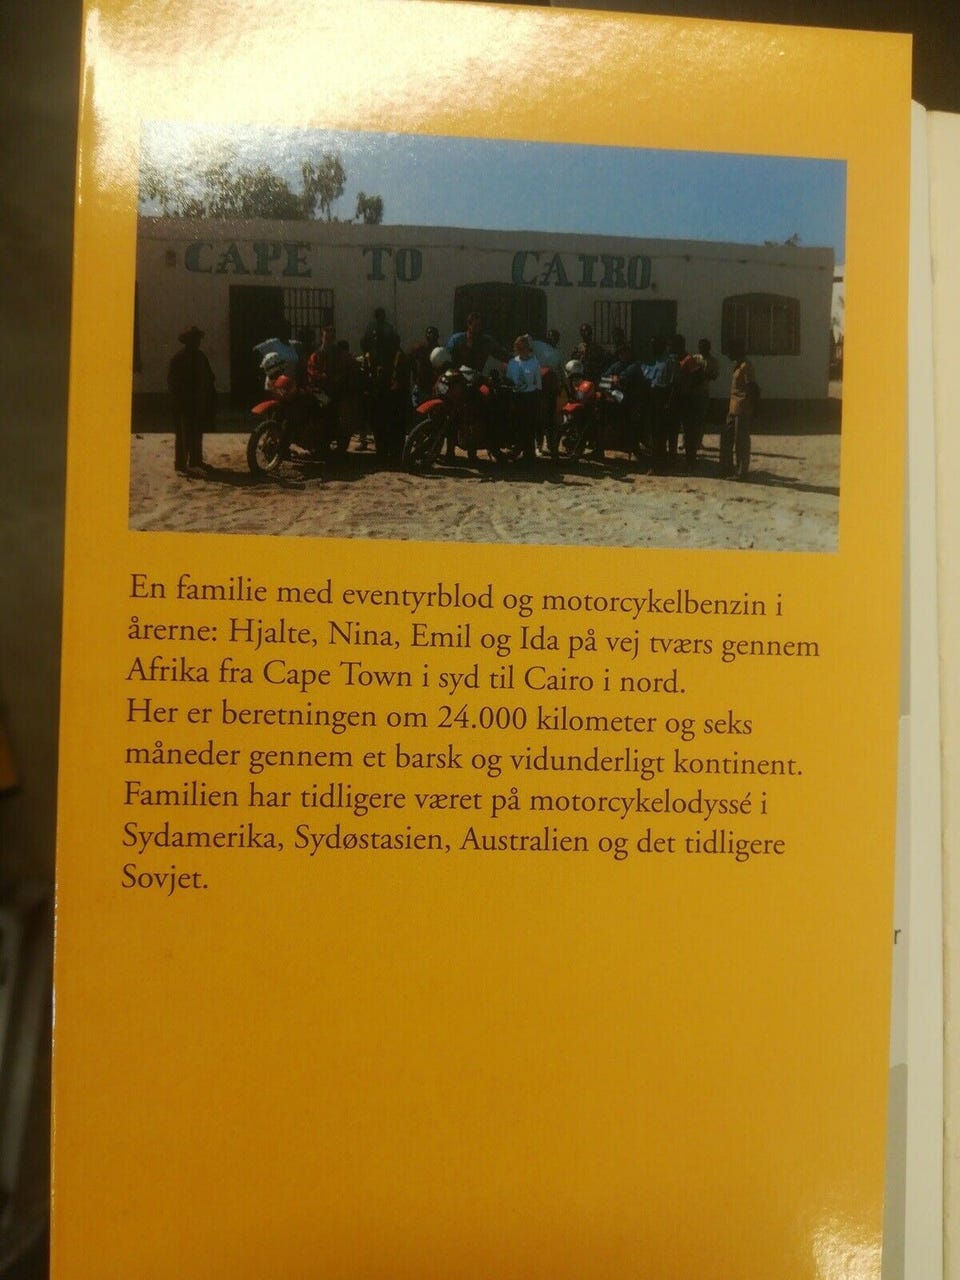 CAPE TO CAIRO
En familie med eventyrblod og motorcykelbenzin i
årerne: Hjalte, Nina, Emil og Ida på vej tværs gennem
Afrika fra Cape Town i syd til Cairo i nord.
Her er beretningen om 24.000 kilometer og seks
måneder gennem et barsk og vidunderligt kontinent.
Familien har tidligere været på motorcykelodyssé i
Sydamerika, Sydøstasien, Australien og det tidligere
Sovjet.
r